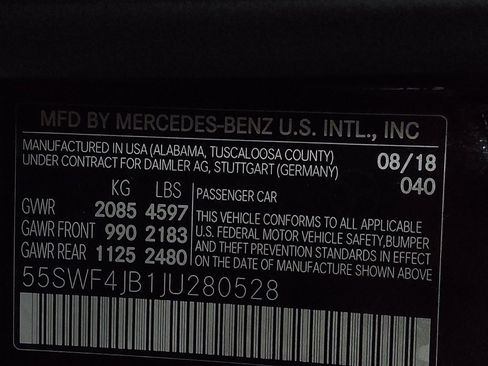 MFD BY MERCEDES-BENZ U.S. INTL., INC
MANUFACTURED IN USA (ALABAMA, TUSCALOOSA COUNTY)
UNDER CONTRACT FOR DAIMLER AG, STUTTGART (GERMANY)
08/18
040
KG LBS
GVWR 2085 4597
GAWR FRONT 990 2183
GAWR REAR 1125 2480
PASSENGER CAR
THIS VEHICLE CONFORMS TO ALL APPLICABLE
U.S. FEDERAL MOTOR VEHICLE SAFETY, BUMPER
AND THEFT PREVENTION STANDARDS IN EFFECT
ON THE DATE OF MANUFACTURE SHOWN ABOVE.
55SWF4JB1JU280528